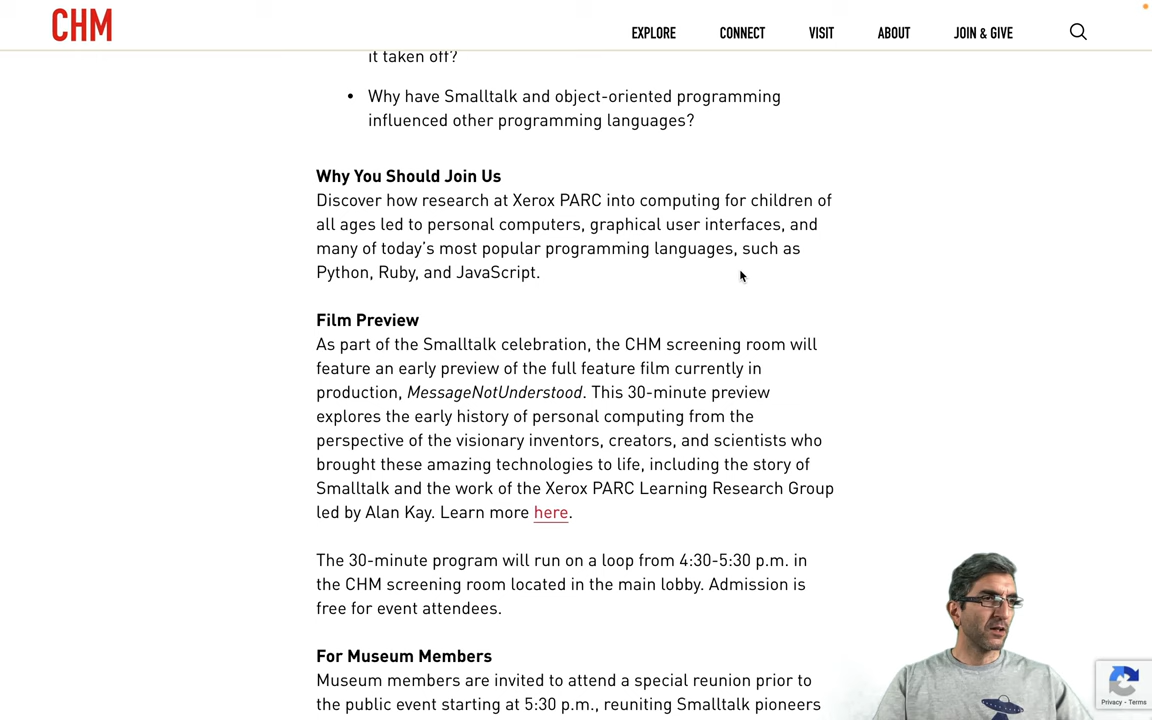 CHM
EXPLORE
CONNECT
VISIT
ABOUT
JOIN & GIVE
it taken off?
• Why have Smalltalk and object-oriented programming
influenced other programming languages?
Why You Should Join Us
Discover how research at Xerox PARC into computing for children of
all ages led to personal computers, graphical user interfaces, and
many of today’s most popular programming languages, such as
Python, Ruby, and JavaScript.
Film Preview
As part of the Smalltalk celebration, the CHM screening room will
feature an early preview of the full feature film currently in
production, MessageNotUnderstood. This 30-minute preview
explores the early history of personal computing from the
perspective of the visionary inventors, creators, and scientists who
brought these amazing technologies to life, including the story of
Smalltalk and the work of the Xerox PARC Learning Research Group
led by Alan Kay. Learn more here.
The 30-minute program will run on a loop from 4:30-5:30 p.m. in
the CHM screening room located in the main lobby. Admission is
free for event attendees.
For Museum Members
Museum members are invited to attend a special reunion prior to
the public event starting at 5:30 p.m., reuniting Smalltalk pioneers
Privacy - Terms